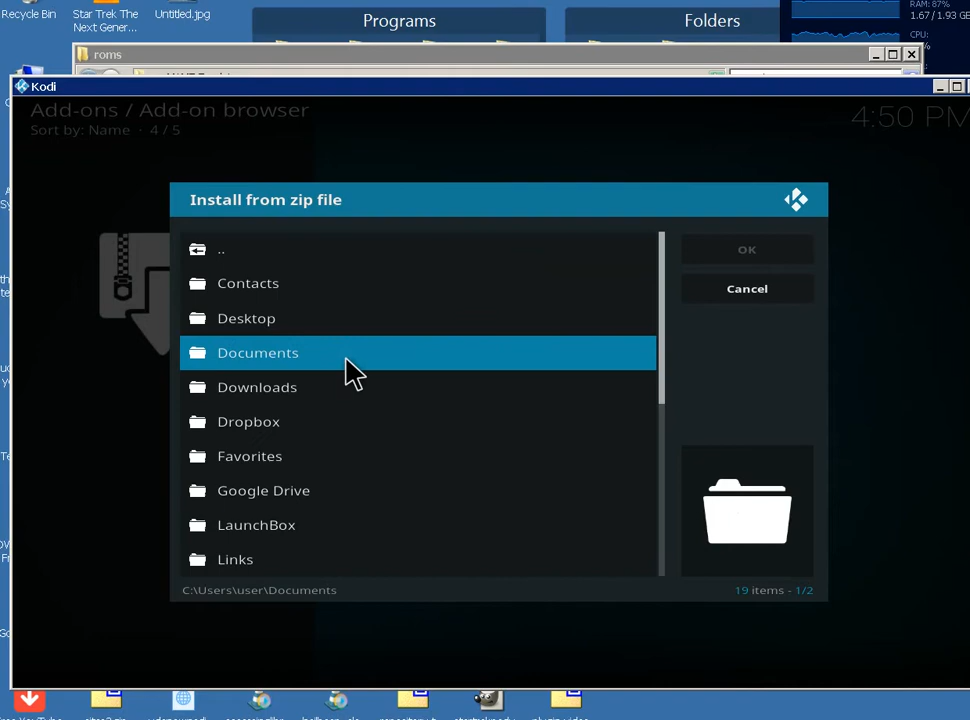 Recycle Bin
Star Trek The
Next Gener...
Untitled.jpg
Programs
Folders
RAM: 87%
1.67 / 1.93 GE
CPU:
roms
Kodi
Add-ons / Add-on browser
Sort by: Name · 4 / 5
4:50 PM
Install from zip file
..
Contacts
Desktop
Documents
Downloads
Dropbox
Favorites
Google Drive
LaunchBox
Links
OK
Cancel
C:\Users\user\Documents
19 items - 1/2